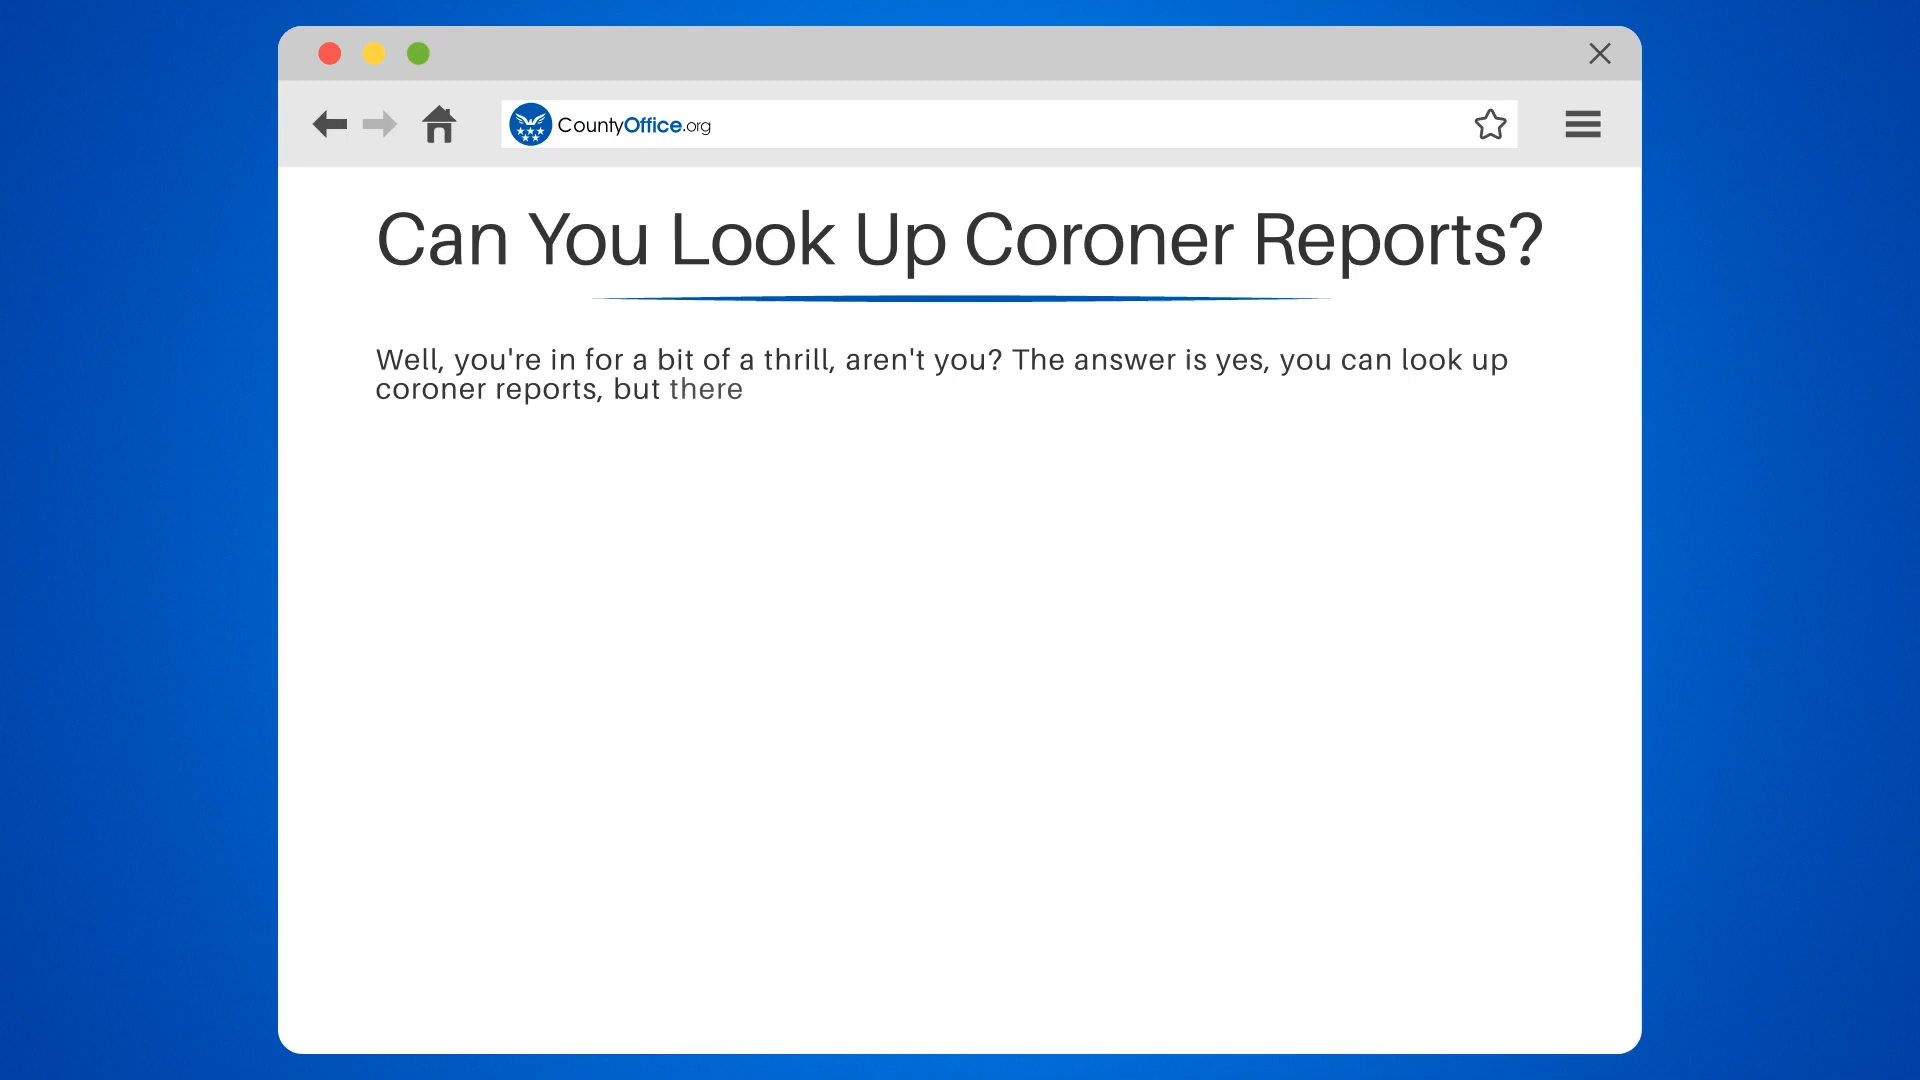 CountyOffice.org
Can You Look Up Coroner Reports?
Well, you're in for a bit of a thrill, aren't you? The answer is yes, you can look up
coroner reports, but there